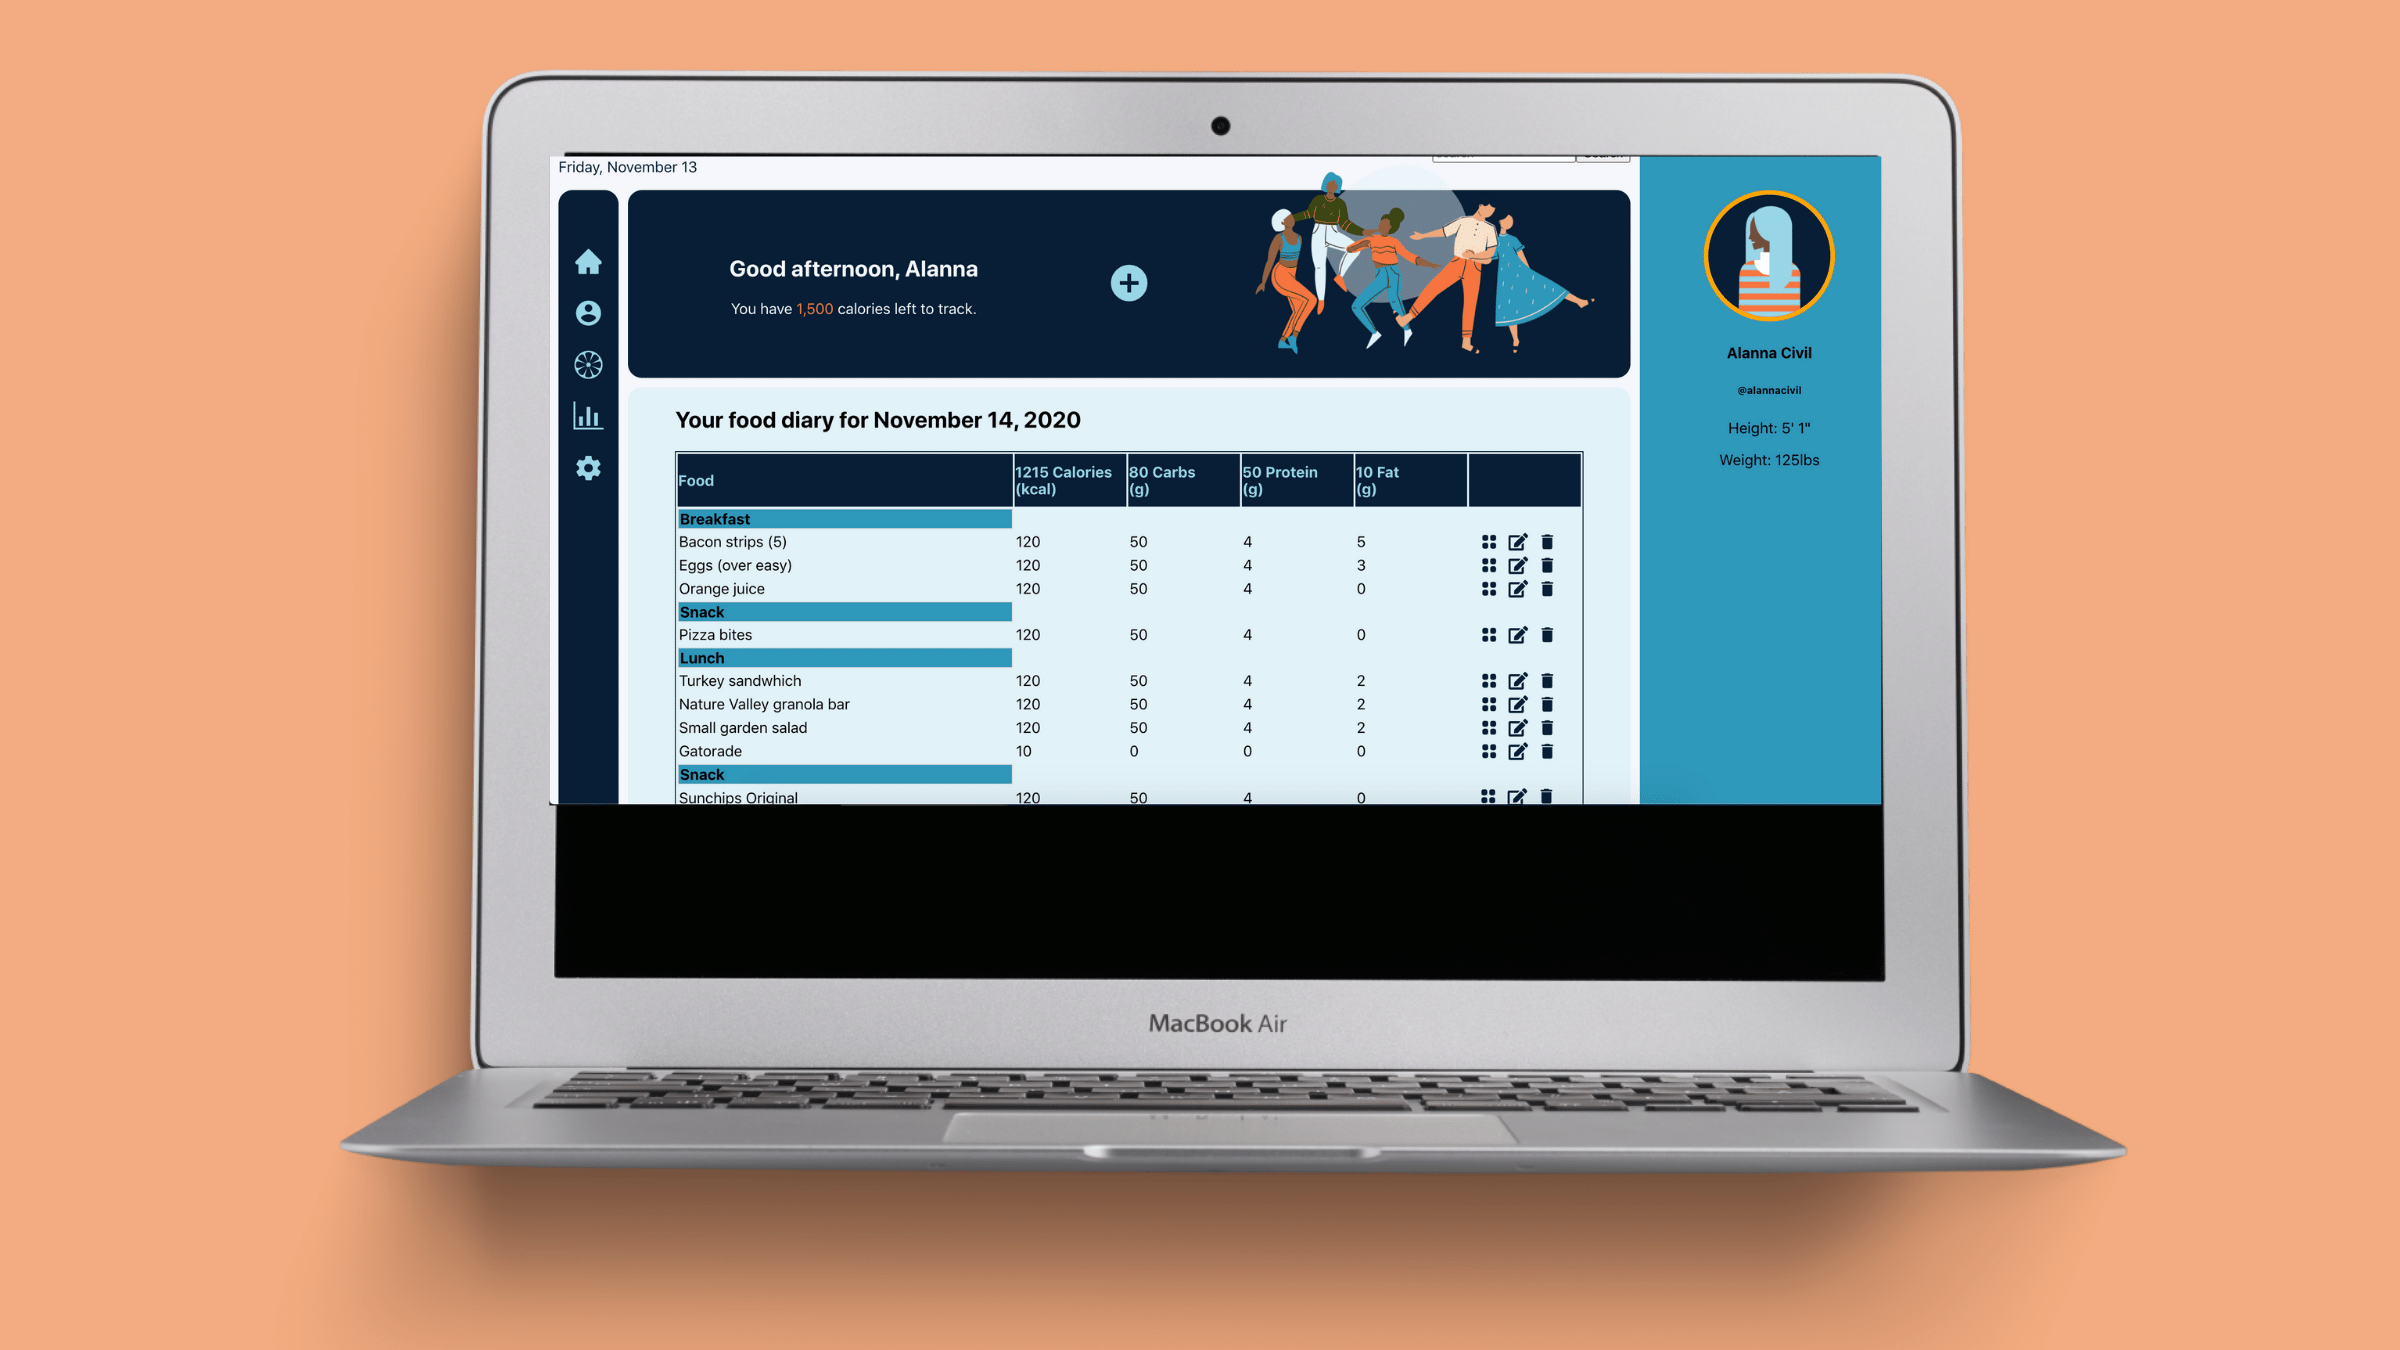 Friday, November 13
Good afternoon, Alanna
You have 1,500 calories left to track.
Alanna Civil
@alannacivil
Height: 5' 1"
Weight: 125lbs
Your food diary for November 14, 2020
Food 1215 Calories (kcal) 80 Carbs (g) 50 Protein (g) 10 Fat (g)
Breakfast
Bacon strips (5) 120 50 4 5
Eggs (over easy) 120 50 4 3
Orange juice 120 50 4 0
Snack
Pizza bites 120 50 4 0
Lunch
Turkey sandwhich 120 50 4 2
Nature Valley granola bar 120 50 4 2
Small garden salad 120 50 4 2
Gatorade 10 0 0 0
Snack
Sunchips Original 120 50 4 0
MacBook Air